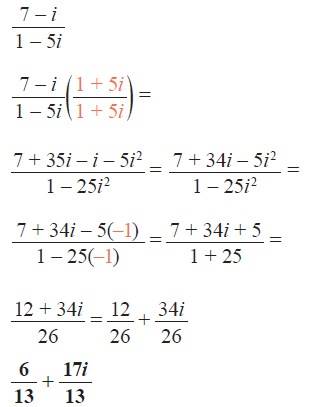 (7 − i)/(1 − 5i)
(7 − i)/(1 − 5i) ((1 + 5i)/(1 + 5i)) =
(7 + 35i − i − 5i²)/(1 − 25i²) = (7 + 34i − 5i²)/(1 − 25i²) =
(7 + 34i − 5(−1))/(1 − 25(−1)) = (7 + 34i + 5)/(1 + 25) =
(12 + 34i)/26 = 12/26 + 34i/26
6/13 + 17i/13